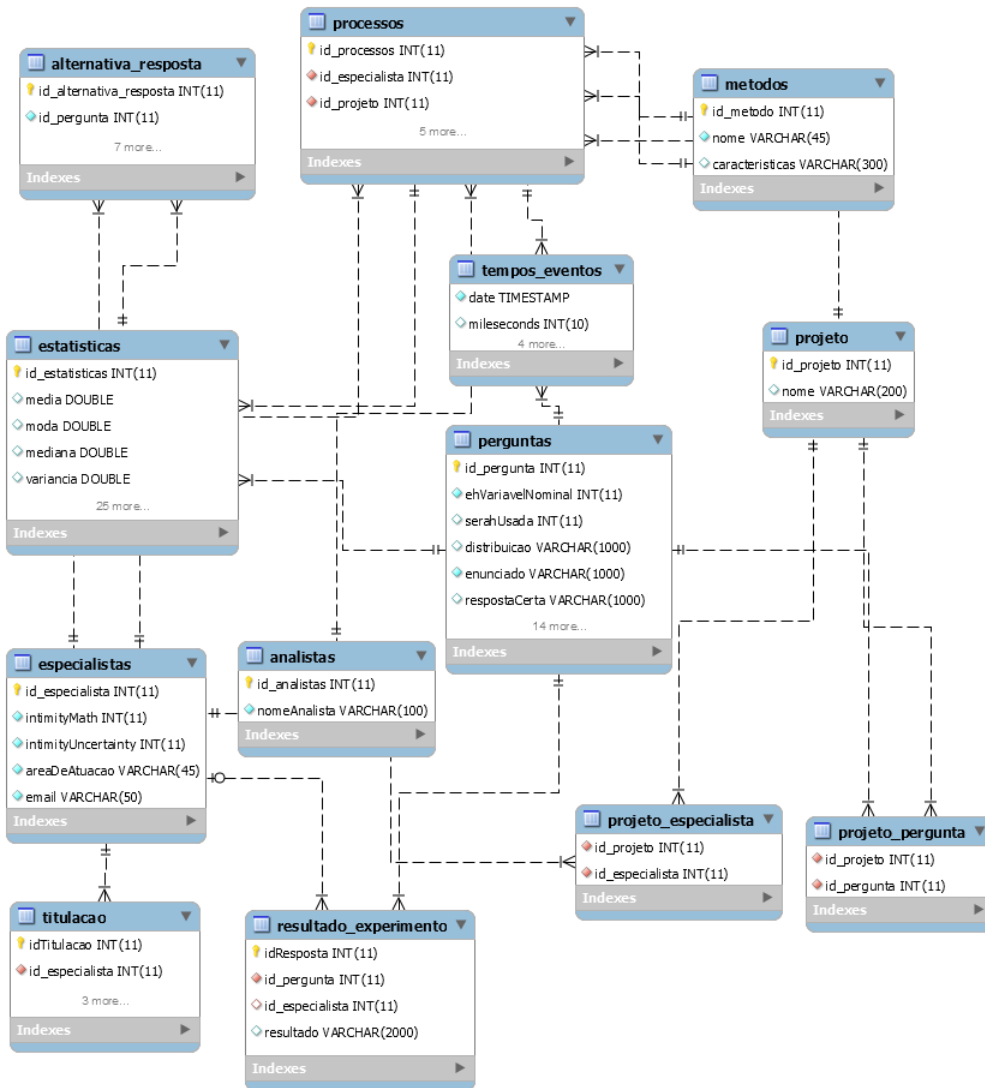 processos
id_processos INT(11)
id_especialista INT(11)
id_projeto INT(11)
5 more...
Indexes
alternativa_resposta
id_alternativa_resposta INT(11)
id_pergunta INT(11)
7 more...
Indexes
metodos
id_metodo INT(11)
nome VARCHAR(45)
caracteristicas VARCHAR(300)
Indexes
tempos_eventos
date TIMESTAMP
mileseconds INT(10)
4 more...
Indexes
estatisticas
id_estatisticas INT(11)
media DOUBLE
moda DOUBLE
mediana DOUBLE
variancia DOUBLE
25 more...
Indexes
projeto
id_projeto INT(11)
nome VARCHAR(200)
Indexes
perguntas
id_pergunta INT(11)
ehVariavelNominal INT(11)
serahUsada INT(11)
distribuicao VARCHAR(1000)
enunciado VARCHAR(1000)
respostaCerta VARCHAR(1000)
14 more...
Indexes
especialistas
id_especialista INT(11)
intimityMath INT(11)
intimityUncertainty INT(11)
areaDeAtuacao VARCHAR(45)
email VARCHAR(50)
Indexes
analistas
id_analistas INT(11)
nomeAnalista VARCHAR(100)
Indexes
projeto_especialista
id_projeto INT(11)
id_especialista INT(11)
Indexes
projeto_pergunta
id_projeto INT(11)
id_pergunta INT(11)
Indexes
titulacao
idTitulacao INT(11)
id_especialista INT(11)
3 more...
Indexes
resultado_experimento
idResposta INT(11)
id_pergunta INT(11)
id_especialista INT(11)
resultado VARCHAR(2000)
Indexes